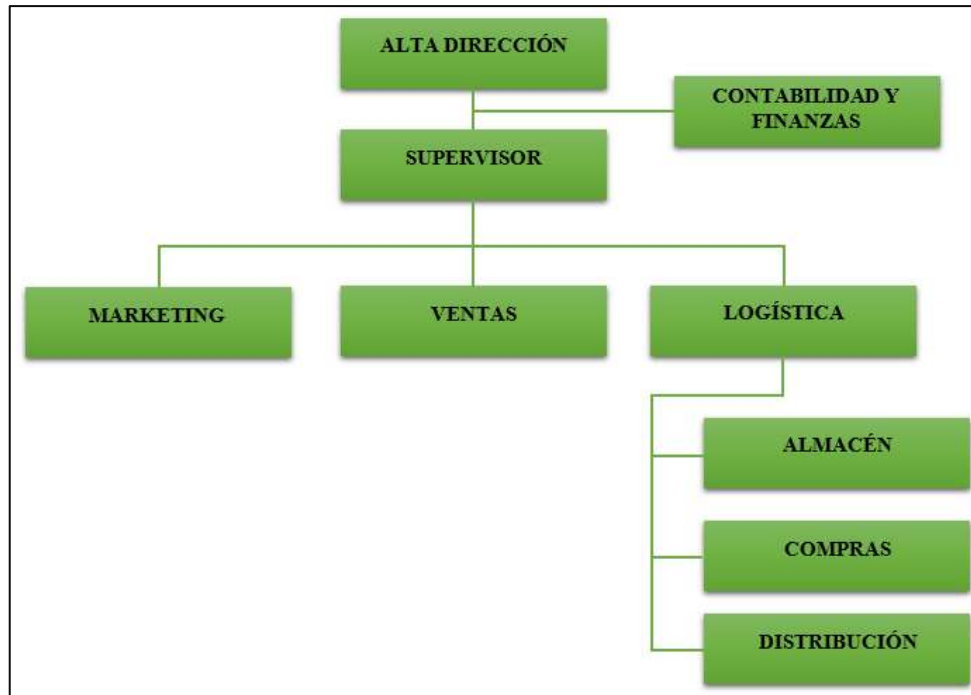 ALTA DIRECCIÓN
CONTABILIDAD Y
FINANZAS
SUPERVISOR
MARKETING
VENTAS
LOGÍSTICA
ALMACÉN
COMPRAS
DISTRIBUCIÓN